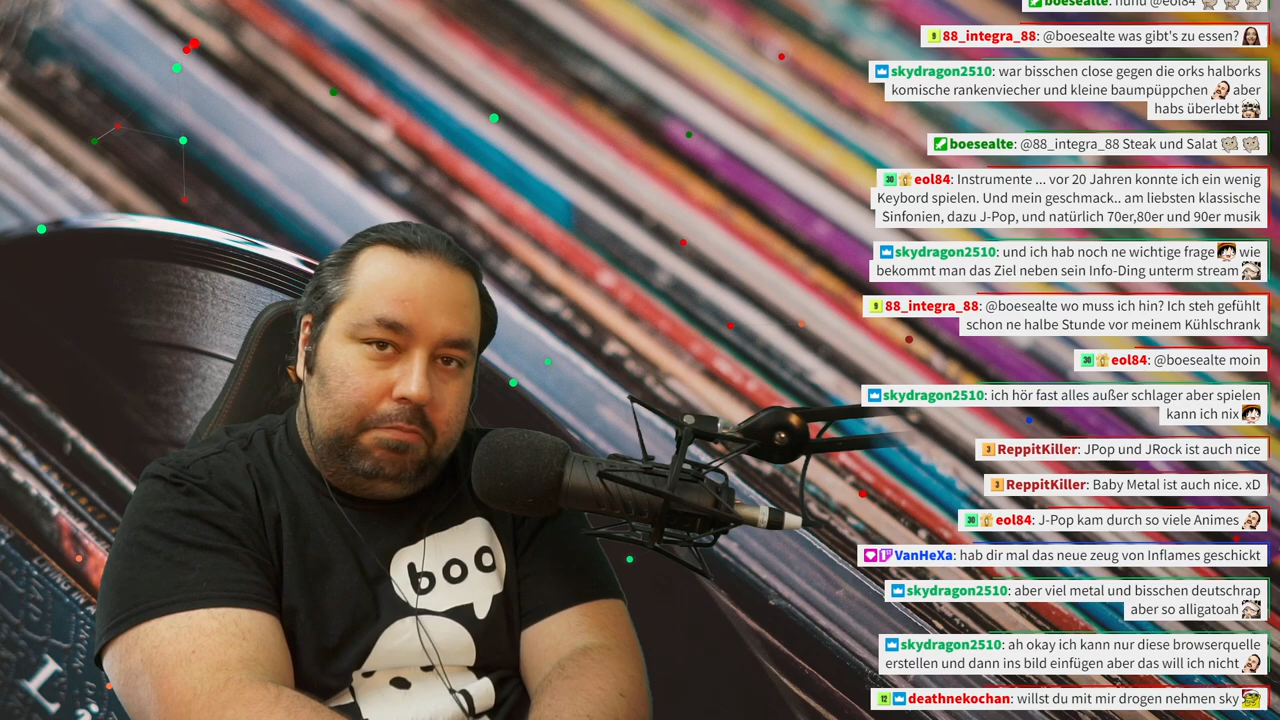 boesealte: huhu @eol84
9 88_integra_88: @boesealte was gibt's zu essen?
skydragon2510: war bisschen close gegen die orks halborks
komische rankenviecher und kleine baumpüppchen aber
habs überlebt
boesealte: @88_integra_88 Steak und Salat
30 eol84: Instrumente ... vor 20 Jahren konnte ich ein wenig
Keybord spielen. Und mein geschmack.. am liebsten klassische
Sinfonien, dazu J-Pop, und natürlich 70er,80er und 90er musik
skydragon2510: und ich hab noch ne wichtige frage wie
bekommt man das Ziel neben sein Info-Ding unterm stream
9 88_integra_88: @boesealte wo muss ich hin? Ich steh gefühlt
schon ne halbe Stunde vor meinem Kühlschrank
30 eol84: @boesealte moin
skydragon2510: ich hör fast alles außer schlager aber spielen
kann ich nix
3 ReppitKiller: JPop und JRock ist auch nice
3 ReppitKiller: Baby Metal ist auch nice. xD
30 eol84: J-Pop kam durch so viele Animes
VanHeXa: hab dir mal das neue zeug von Inflames geschickt
skydragon2510: aber viel metal und bisschen deutschrap
aber so alligatoah
skydragon2510: ah okay ich kann nur diese browserquelle
erstellen und dann ins bild einfügen aber das will ich nicht
12 deathnekochan: willst du mit mir drogen nehmen sky
boo